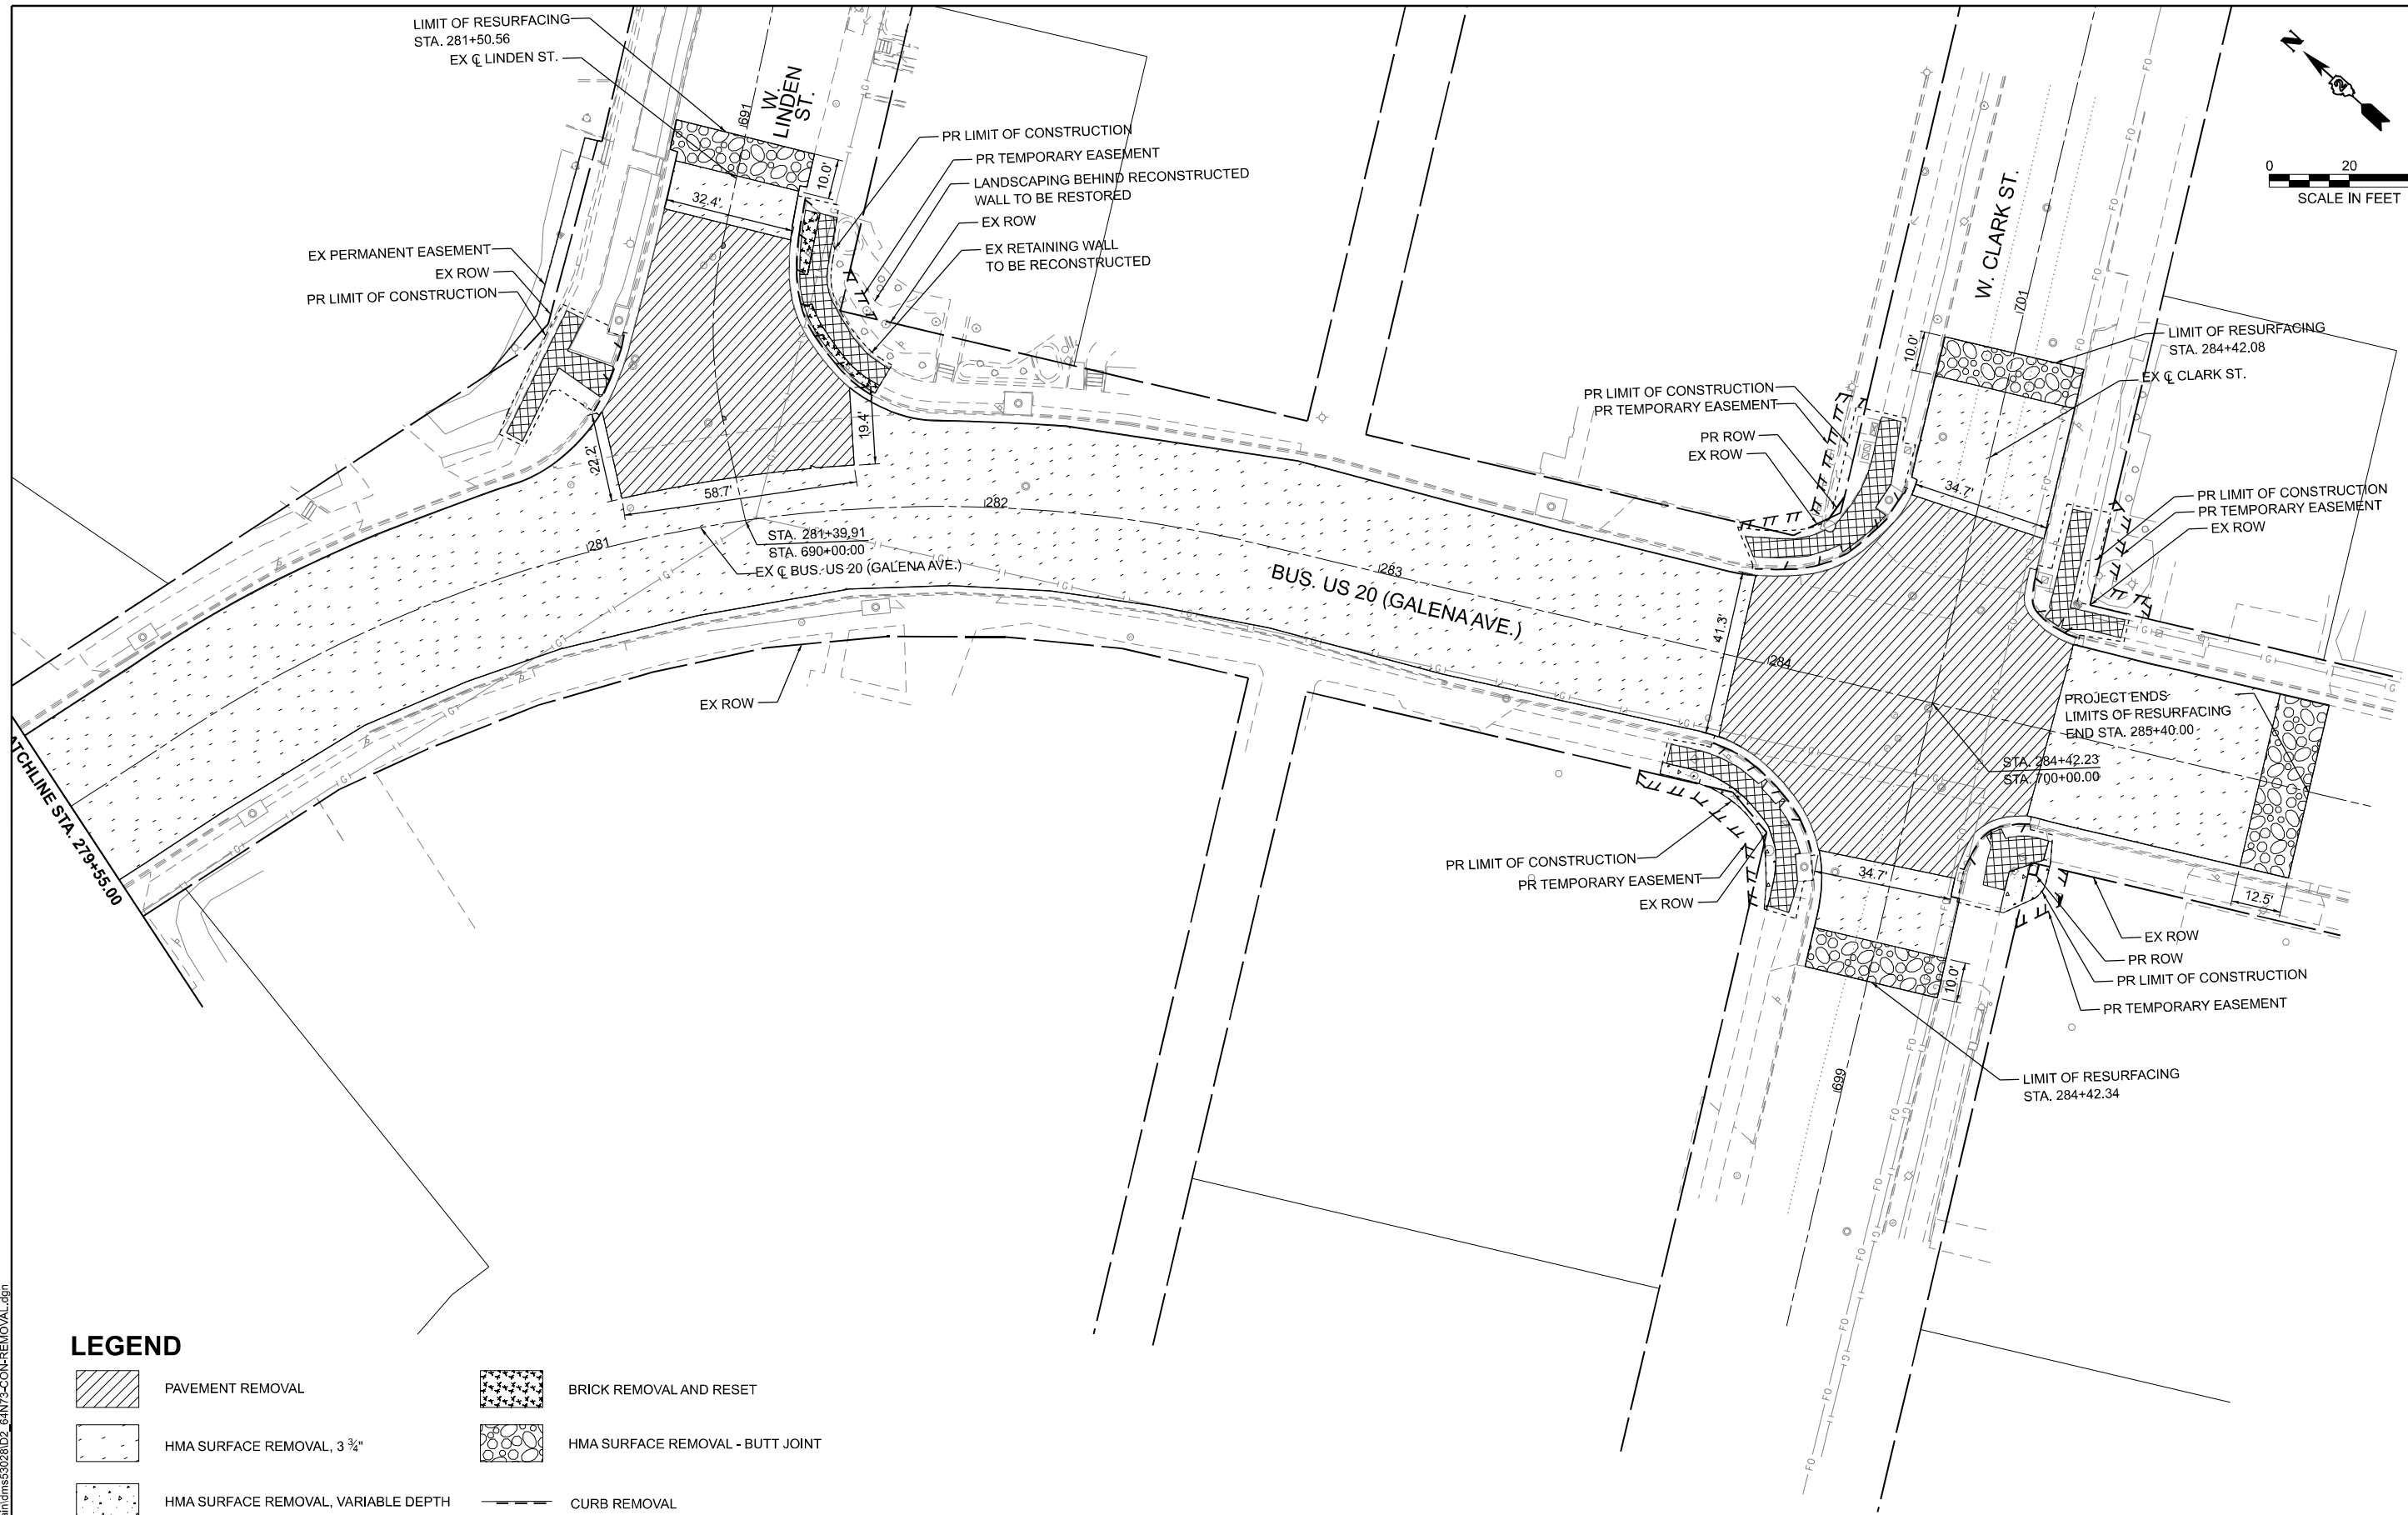 LIMIT OF RESURFACING
STA. 281+50.56
EX ℄ LINDEN ST.
W.
LINDEN
ST.
691
N
2
0 20
SCALE IN FEET
PR LIMIT OF CONSTRUCTION
PR TEMPORARY EASEMENT
LANDSCAPING BEHIND RECONSTRUCTED
WALL TO BE RESTORED
EX ROW
EX RETAINING WALL
TO BE RECONSTRUCTED
10.0'
32.4'
EX PERMANENT EASEMENT
EX ROW
PR LIMIT OF CONSTRUCTION
W. CLARK ST.
701
10.0'
LIMIT OF RESURFACING
STA. 284+42.08
EX ℄ CLARK ST.
PR LIMIT OF CONSTRUCTION
PR TEMPORARY EASEMENT
PR ROW
EX ROW
34.7'
PR LIMIT OF CONSTRUCTION
PR TEMPORARY EASEMENT
EX ROW
22.2'
19.4'
58.7'
281
282
283
284
STA. 281+39.91
STA. 690+00.00
EX ℄ BUS. US 20 (GALENA AVE.)
BUS. US 20 (GALENA AVE.)
41.3'
EX ROW
PROJECT ENDS
LIMITS OF RESURFACING
END STA. 285+40.00
STA. 284+42.23
STA. 700+00.00
ATCHLINE STA. 279+55.00
PR LIMIT OF CONSTRUCTION
PR TEMPORARY EASEMENT
EX ROW
34.7'
12.5'
10.0'
EX ROW
PR ROW
PR LIMIT OF CONSTRUCTION
PR TEMPORARY EASEMENT
699
LIMIT OF RESURFACING
STA. 284+42.34
LEGEND
PAVEMENT REMOVAL
BRICK REMOVAL AND RESET
HMA SURFACE REMOVAL, 3 ¾"
HMA SURFACE REMOVAL - BUTT JOINT
HMA SURFACE REMOVAL, VARIABLE DEPTH
CURB REMOVAL